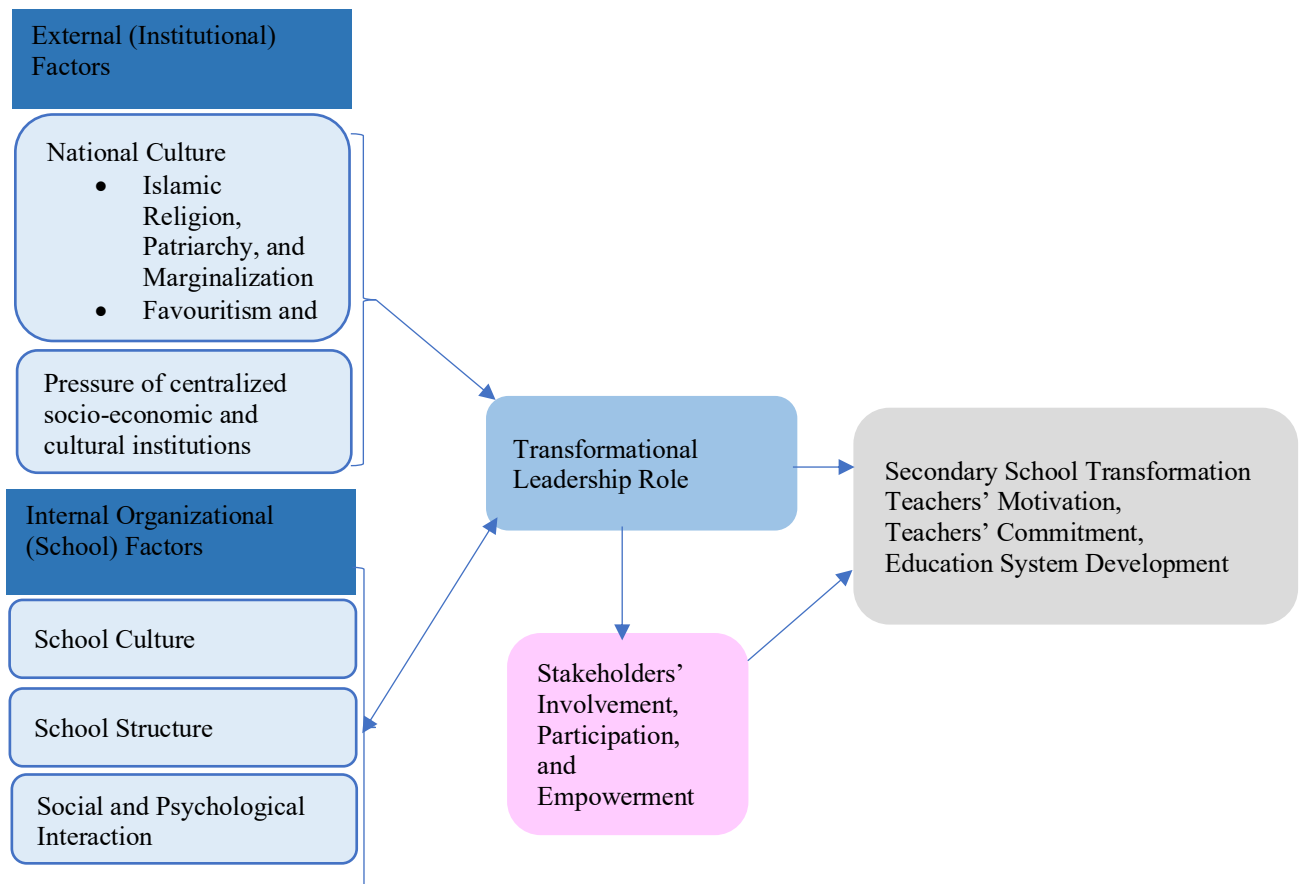 External (Institutional)
Factors
National Culture
• Islamic
Religion,
Patriarchy, and
Marginalization
• Favouritism and
Pressure of centralized
socio-economic and
cultural institutions
Internal Organizational
(School) Factors
School Culture
School Structure
Social and Psychological
Interaction
Transformational
Leadership Role
Stakeholders’
Involvement,
Participation,
and
Empowerment
Secondary School Transformation
Teachers’ Motivation,
Teachers’ Commitment,
Education System Development